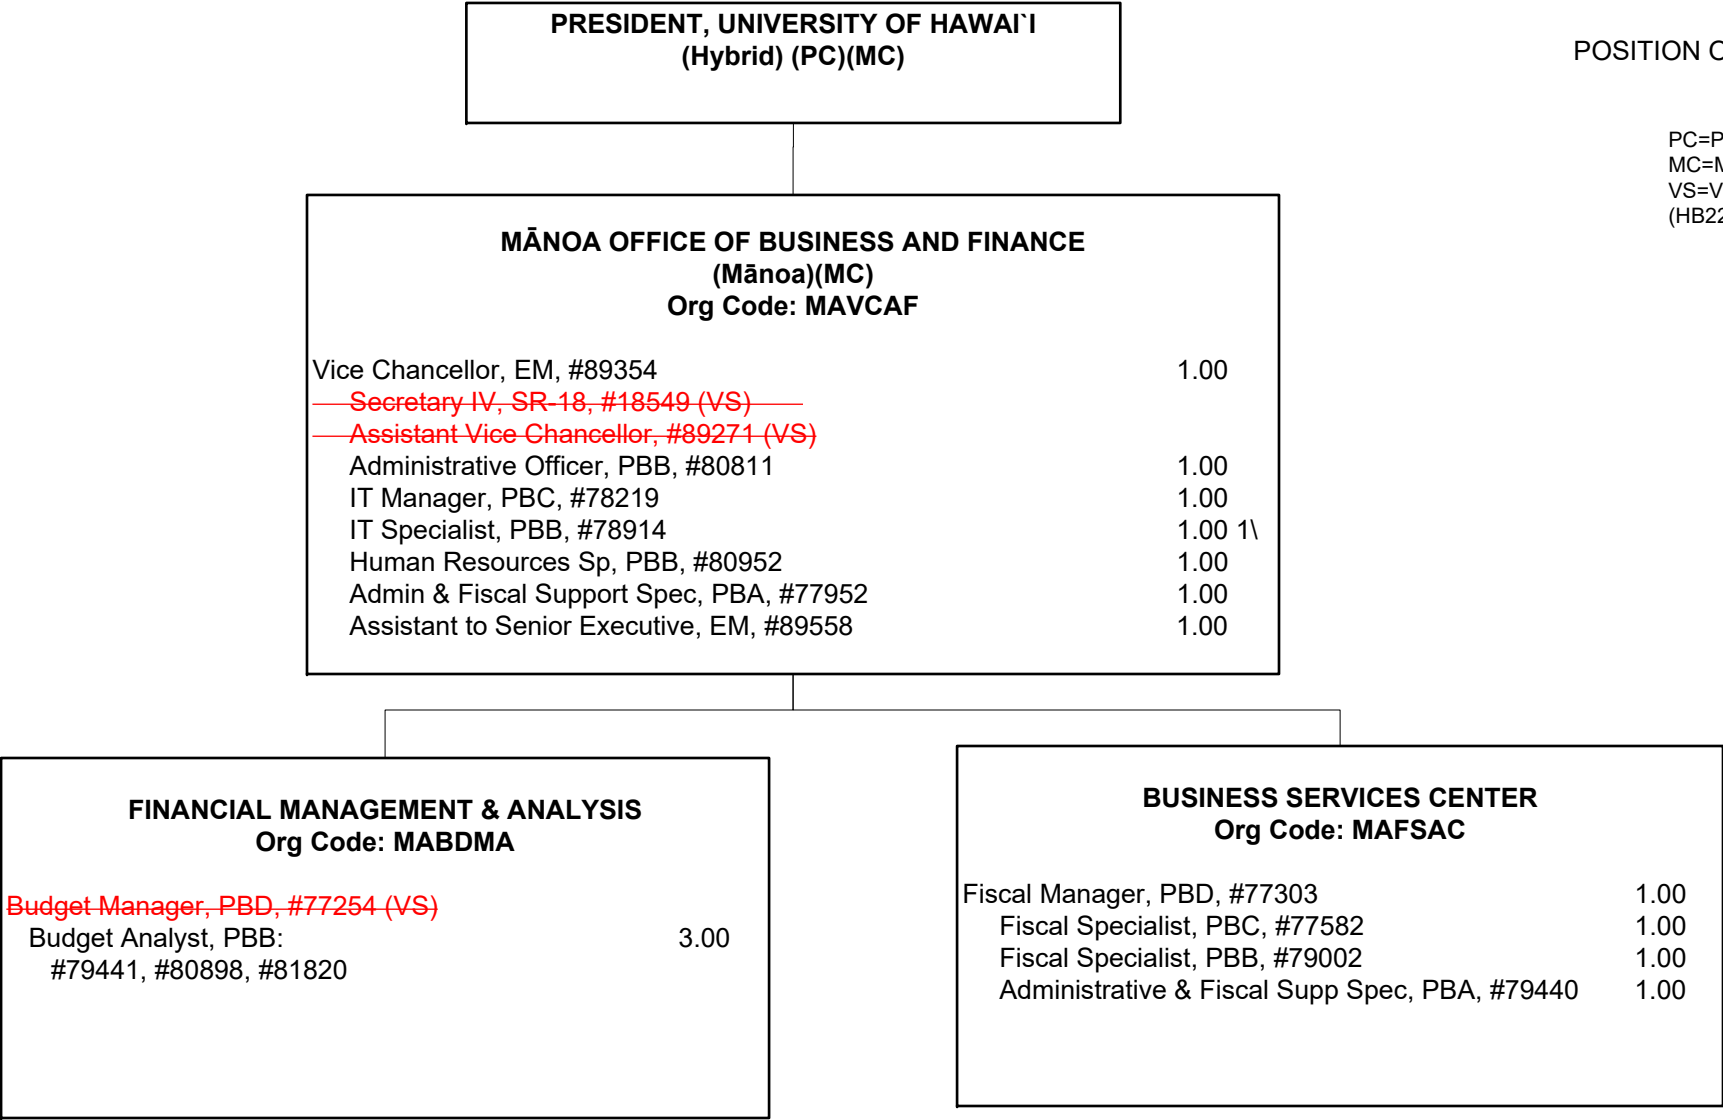 PRESIDENT, UNIVERSITY OF HAWAI`I
(Hybrid) (PC)(MC)
POSITION
PC=P
MC=M
VS=V
(HB22
MĀNOA OFFICE OF BUSINESS AND FINANCE
(Mānoa)(MC)
Org Code: MAVCAF
Vice Chancellor, EM, #89354 1.00
Secretary IV, SR-18, #18549 (VS)
Assistant Vice Chancellor, #89271 (VS)
Administrative Officer, PBB, #80811 1.00
IT Manager, PBC, #78219 1.00
IT Specialist, PBB, #78914 1.00 1\
Human Resources Sp, PBB, #80952 1.00
Admin & Fiscal Support Spec, PBA, #77952 1.00
Assistant to Senior Executive, EM, #89558 1.00
FINANCIAL MANAGEMENT & ANALYSIS
Org Code: MABDMA
Budget Manager, PBD, #77254 (VS)
Budget Analyst, PBB: 3.00
#79441, #80898, #81820
BUSINESS SERVICES CENTER
Org Code: MAFSAC
Fiscal Manager, PBD, #77303 1.00
Fiscal Specialist, PBC, #77582 1.00
Fiscal Specialist, PBB, #79002 1.00
Administrative & Fiscal Supp Spec, PBA, #79440 1.00